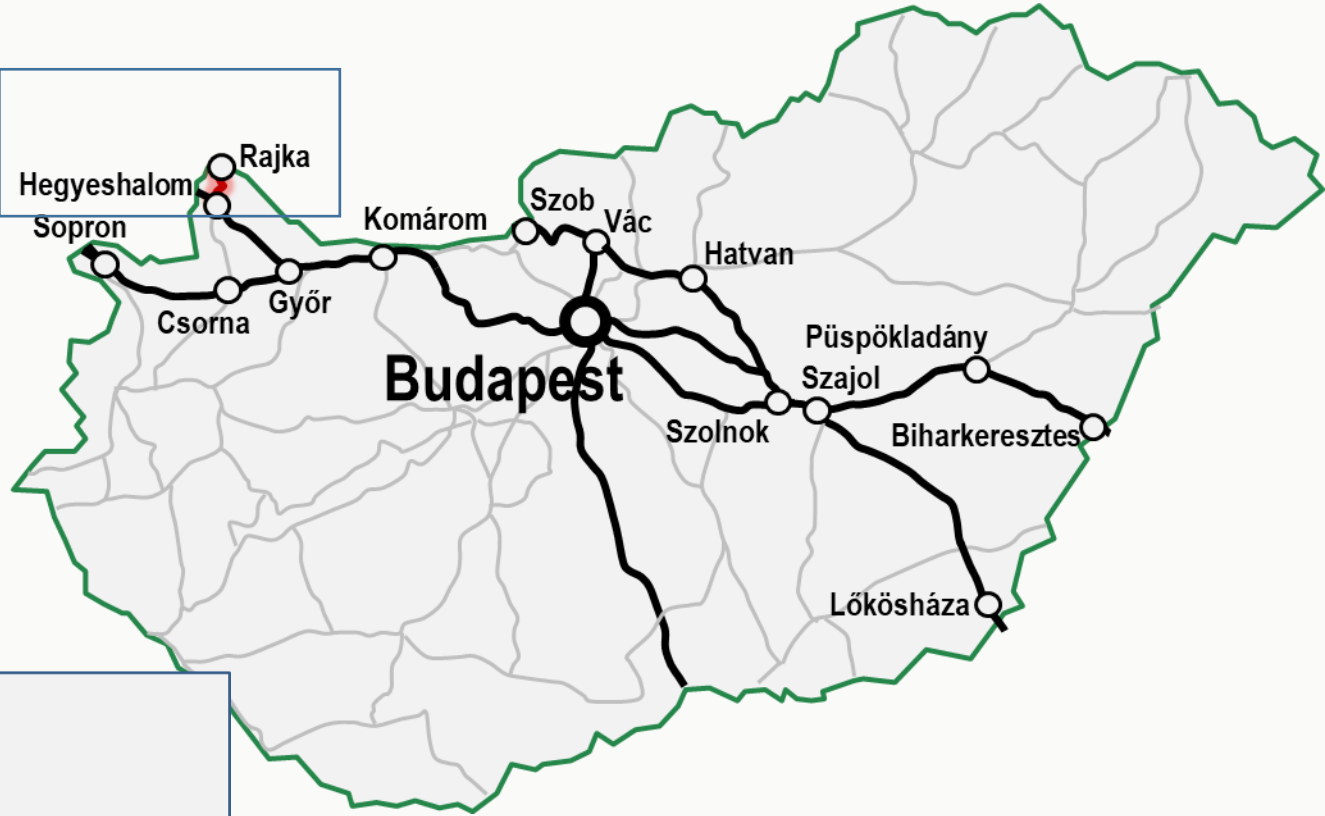 Rajka
Hegyeshalom
Sopron
Komárom
Szob
Vác
Hatvan
Csorna
Győr
Budapest
Püspökladány
Szajol
Szolnok
Biharkeresztes
Lőkösháza